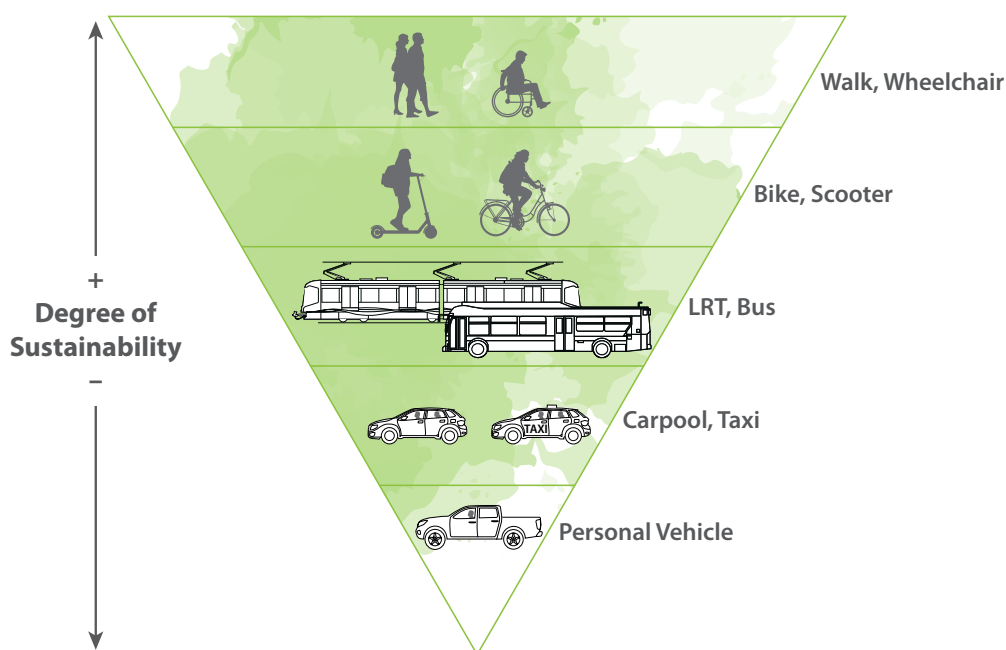 Walk, Wheelchair
Bike, Scooter
+
Degree of
Sustainability
–
LRT, Bus
TAXI
Carpool, Taxi
Personal Vehicle